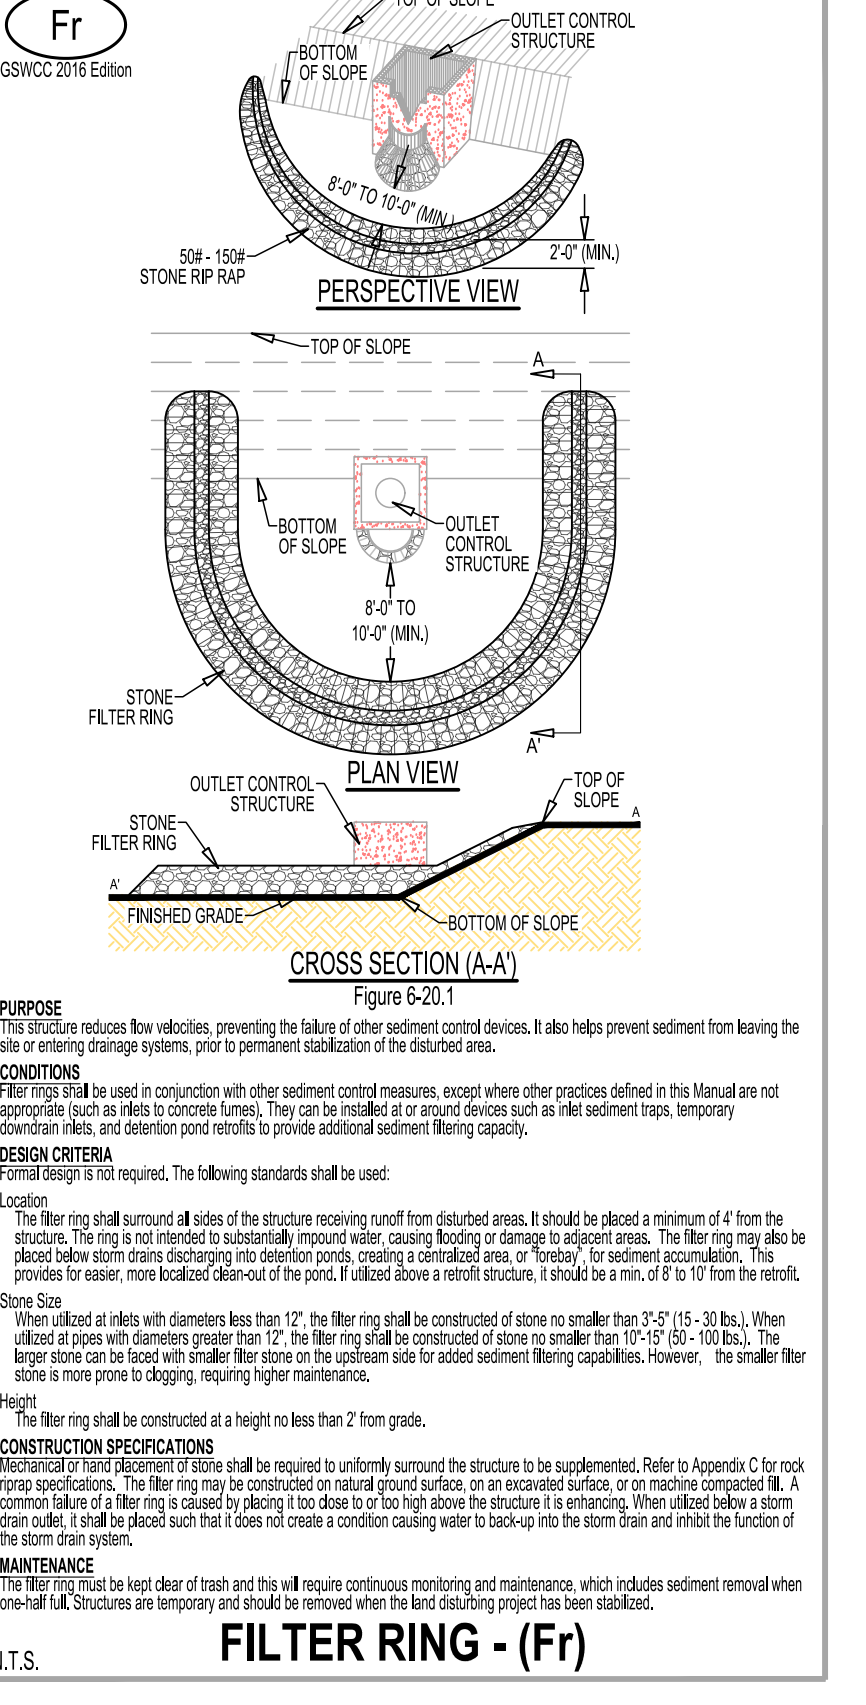 TOP OF SLOPE
Fr
GSWCC 2016 Edition
OUTLET CONTROL
STRUCTURE
BOTTOM
OF SLOPE
8'-0" TO 10'-0" (MIN.)
50# - 150#
STONE RIP RAP
2'-0" (MIN.)
PERSPECTIVE VIEW
TOP OF SLOPE
A
BOTTOM
OF SLOPE
OUTLET
CONTROL
STRUCTURE
8'-0" TO
10'-0" (MIN.)
STONE
FILTER RING
A'
PLAN VIEW
OUTLET CONTROL
STRUCTURE
TOP OF
SLOPE
STONE
FILTER RING
A
A'
FINISHED GRADE
BOTTOM OF SLOPE
CROSS SECTION (A-A')
Figure 6-20.1
PURPOSE
This structure reduces flow velocities, preventing the failure of other sediment control devices. It also helps prevent sediment from leaving the
site or entering drainage systems, prior to permanent stabilization of the disturbed area.
CONDITIONS
Filter rings shall be used in conjunction with other sediment control measures, except where other practices defined in this Manual are not
appropriate (such as inlets to concrete fumes). They can be installed at or around devices such as inlet sediment traps, temporary
downdrain inlets, and detention pond retrofits to provide additional sediment filtering capacity.
DESIGN CRITERIA
Formal design is not required. The following standards shall be used:
Location
The filter ring shall surround all sides of the structure receiving runoff from disturbed areas. It should be placed a minimum of 4' from the
structure. The ring is not intended to substantially impound water, causing flooding or damage to adjacent areas. The filter ring may also be
placed below storm drains discharging into detention ponds, creating a centralized area, or "forebay", for sediment accumulation. This
provides for easier, more localized clean-out of the pond. If utilized above a retrofit structure, it should be a min. of 8' to 10' from the retrofit.
Stone Size
When utilized at inlets with diameters less than 12", the filter ring shall be constructed of stone no smaller than 3"-5" (15 - 30 lbs.). When
utilized at pipes with diameters greater than 12", the filter ring shall be constructed of stone no smaller than 10"-15" (50 - 100 lbs.). The
larger stone can be faced with smaller filter stone on the upstream side for added sediment filtering capabilities. However, the smaller filter
stone is more prone to clogging, requiring higher maintenance.
Height
The filter ring shall be constructed at a height no less than 2' from grade.
CONSTRUCTION SPECIFICATIONS
Mechanical or hand placement of stone shall be required to uniformly surround the structure to be supplemented. Refer to Appendix C for rock
riprap specifications. The filter ring may be constructed on natural ground surface, on an excavated surface, or on machine compacted fill. A
common failure of a filter ring is caused by placing it too close to or too high above the structure it is enhancing. When utilized below a storm
drain outlet, it shall be placed such that it does not create a condition causing water to back-up into the storm drain and inhibit the function of
the storm drain system.
MAINTENANCE
The filter ring must be kept clear of trash and this will require continuous monitoring and maintenance, which includes sediment removal when
one-half full. Structures are temporary and should be removed when the land disturbing project has been stabilized.
FILTER RING - (Fr)
N.T.S.